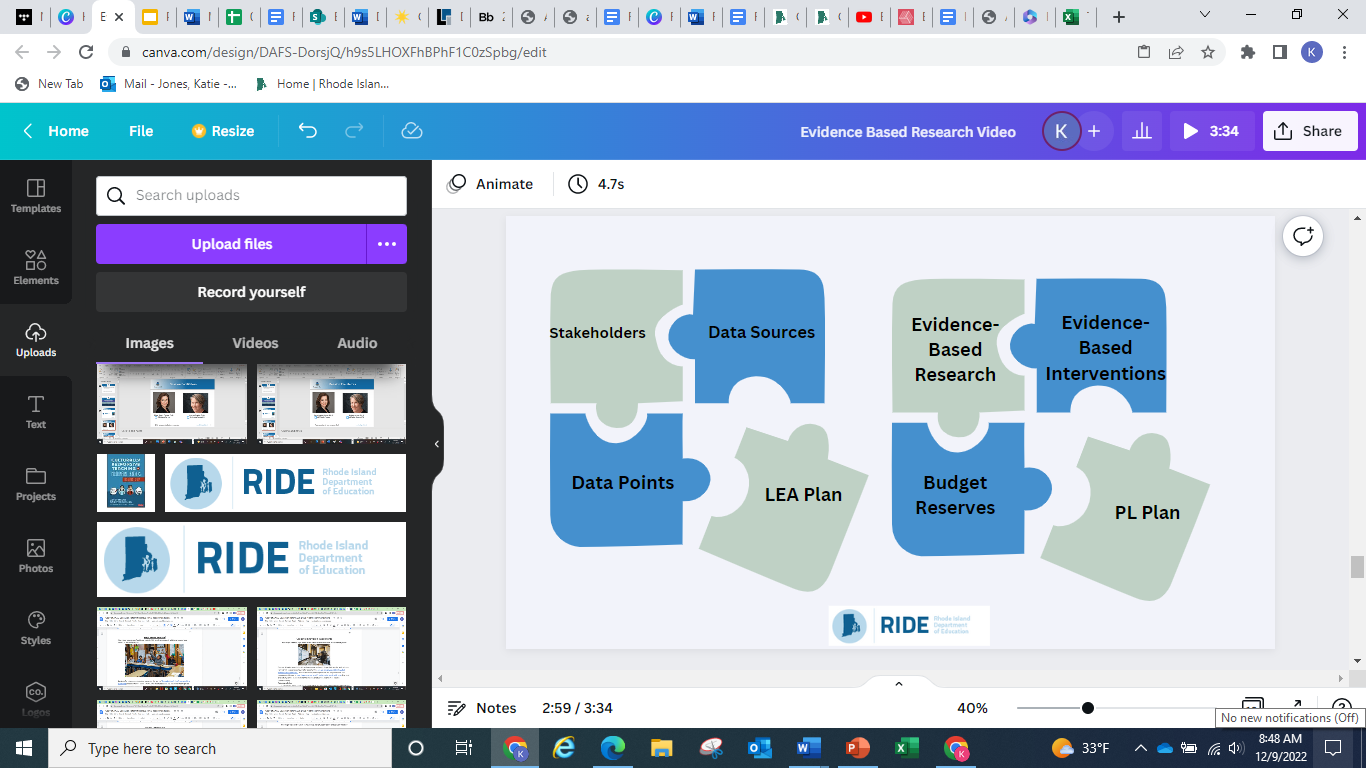 canva.com/design/DAFS-DorsjQ/h9s5LHOXFhBPhF1C0zSpbg/edit
K
New Tab
Mail - Jones, Katie -...
Home | Rhode Islan...
Home
File
Resize
Evidence Based Research Video
K
+
3:34
Share
Templates
Elements
Uploads
Text
Projects
Photos
Styles
Logos
Search uploads
Upload files
Record yourself
Images
Videos
Audio
RIDE
Rhode Island
Department
of Education
RIDE
Rhode Island
Department
of Education
Animate
4.7s
Stakeholders
Data Sources
Data Points
LEA Plan
Evidence-
Based
Research
Evidence-
Based
Interventions
Budget
Reserves
PL Plan
RIDE
Rhode Island
Department
of Education
Notes
2:59 / 3:34
40%
No new notifications (Off)
Type here to search
33°F
8:48 AM
12/9/2022